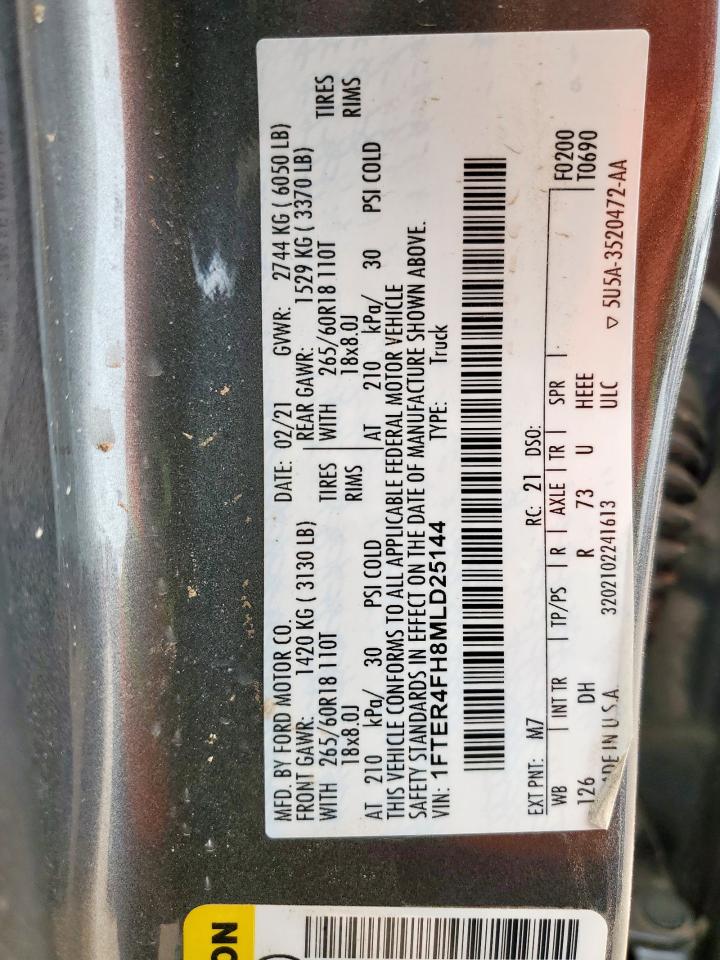 MFD. BY FORD MOTOR CO.
DATE: 02/21 GVWR: 2744 KG ( 6050 LB)
FRONT GAWR: 1420 KG ( 3130 LB) REAR GAWR: 1529 KG ( 3370 LB)
WITH 265/60R18 110T TIRES WITH 265/60R18 110T TIRES
18x8.0J RIMS 18x8.0J RIMS
AT 210 kPa/ 30 PSI COLD AT 210 kPa/ 30 PSI COLD
THIS VEHICLE CONFORMS TO ALL APPLICABLE FEDERAL MOTOR VEHICLE
SAFETY STANDARDS IN EFFECT ON THE DATE OF MANUFACTURE SHOWN ABOVE.
VIN: 1FTER4FH8MLD25144 TYPE: Truck
EXT PNT: M7 RC: 21 DSO: F0200
T0690
WB INT TR TP/PS R AXLE TR SPR
126 DH R 73 U HEEE
ULC
IN U.S.A. 3202102241613 ▽ 5U5A-3520472-AA
ON